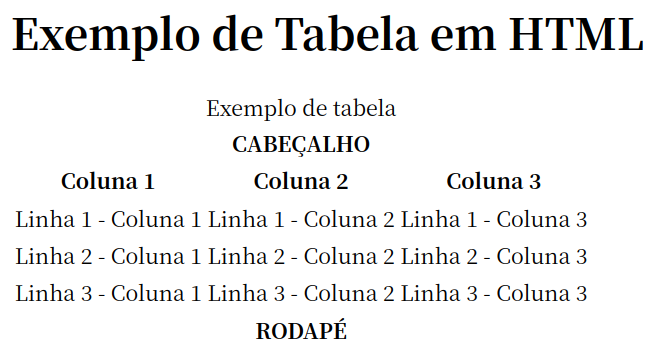 Exemplo de Tabela em HTML
Exemplo de tabela
CABEÇALHO
Coluna 1 Coluna 2 Coluna 3
Linha 1 - Coluna 1 Linha 1 - Coluna 2 Linha 1 - Coluna 3
Linha 2 - Coluna 1 Linha 2 - Coluna 2 Linha 2 - Coluna 3
Linha 3 - Coluna 1 Linha 3 - Coluna 2 Linha 3 - Coluna 3
RODAPÉ